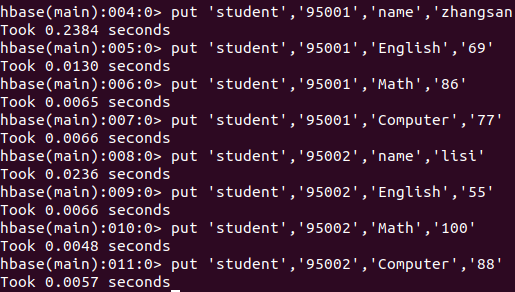 hbase(main):004:0> put 'student','95001','name','zhangsan
Took 0.2384 seconds
hbase(main):005:0> put 'student','95001','English','69'
Took 0.0130 seconds
hbase(main):006:0> put 'student','95001','Math','86'
Took 0.0065 seconds
hbase(main):007:0> put 'student','95001','Computer','77'
Took 0.0066 seconds
hbase(main):008:0> put 'student','95002','name','lisi'
Took 0.0236 seconds
hbase(main):009:0> put 'student','95002','English','55'
Took 0.0066 seconds
hbase(main):010:0> put 'student','95002','Math','100'
Took 0.0048 seconds
hbase(main):011:0> put 'student','95002','Computer','88'
Took 0.0057 seconds